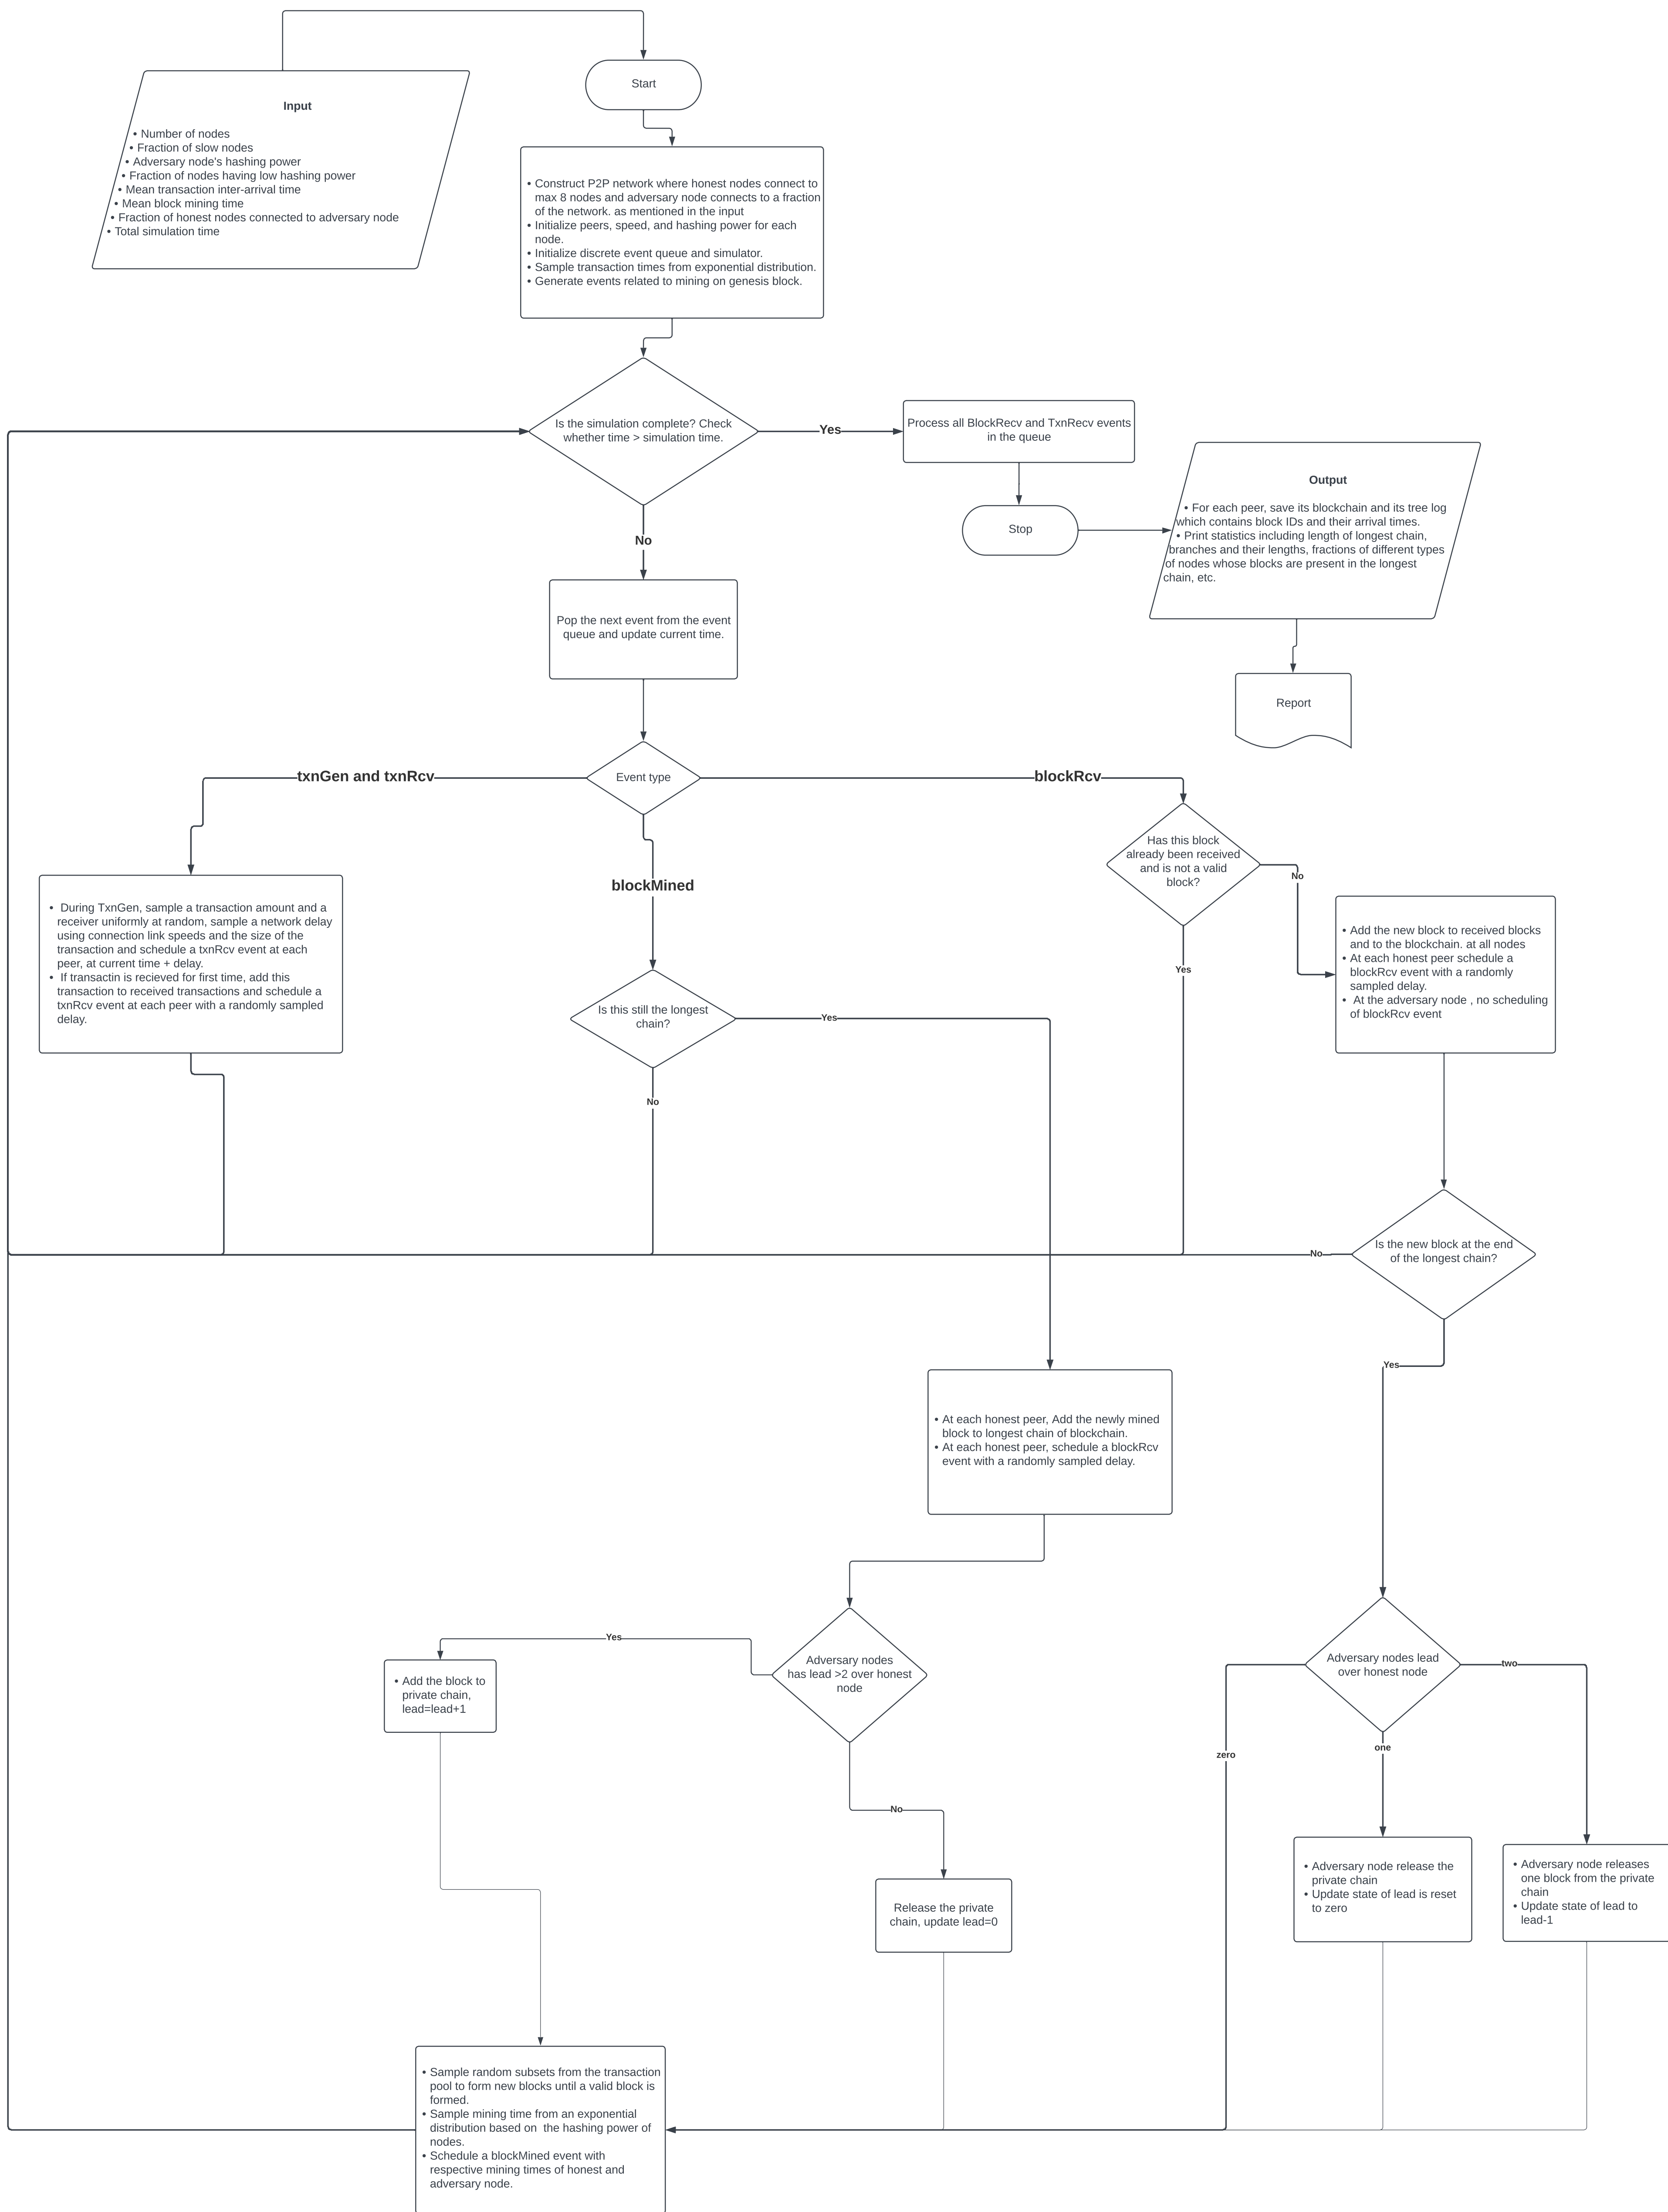 Start
Input
• Number of nodes
• Fraction of slow nodes
• Adversary node's hashing power
• Fraction of nodes having low hashing power
• Mean transaction inter-arrival time
• Mean block mining time
• Fraction of honest nodes connected to adversary node
• Total simulation time
• Construct P2P network where honest nodes connect to
max 8 nodes and adversary node connects to a fraction
of the network. as mentioned in the input
• Initialize peers, speed, and hashing power for each
node.
• Initialize discrete event queue and simulator.
• Sample transaction times from exponential distribution.
• Generate events related to mining on genesis block.
Is the simulation complete? Check
whether time > simulation time.
Yes
Process all BlockRecv and TxnRecv events
in the queue
No
Stop
Output
• For each peer, save its blockchain and its tree log
which contains block IDs and their arrival times.
• Print statistics including length of longest chain,
branches and their lengths, fractions of different types
of nodes whose blocks are present in the longest
chain, etc.
Report
Pop the next event from the event
queue and update current time.
Event type
txnGen and txnRcv
blockMined
blockRcv
• During TxnGen, sample a transaction amount and a
receiver uniformly at random, sample a network delay
using connection link speeds and the size of the
transaction and schedule a txnRcv event at each
peer, at current time + delay.
• If transactin is recieved for first time, add this
transaction to received transactions and schedule a
txnRcv event at each peer with a randomly sampled
delay.
Is this still the longest
chain?
Yes
No
Has this block
already been received
and is not a valid
block?
No
Yes
• Add the new block to received blocks
and to the blockchain. at all nodes
• At each honest peer schedule a
blockRcv event with a randomly
sampled delay.
• At the adversary node , no scheduling
of blockRcv event
Is the new block at the end
of the longest chain?
No
Yes
• At each honest peer, Add the newly mined
block to longest chain of blockchain.
• At each honest peer, schedule a blockRcv
event with a randomly sampled delay.
Adversary nodes
has lead >2 over honest
node
Yes
• Add the block to
private chain,
lead=lead+1
No
Release the private
chain, update lead=0
Adversary nodes lead
over honest node
zero
one
two
• Adversary node release the
private chain
• Update state of lead is reset
to zero
• Adversary node releases
one block from the private
chain
• Update state of lead to
lead-1
• Sample random subsets from the transaction
pool to form new blocks until a valid block is
formed.
• Sample mining time from an exponential
distribution based on  the hashing power of
nodes.
• Schedule a blockMined event with
respective mining times of honest and
adversary node.